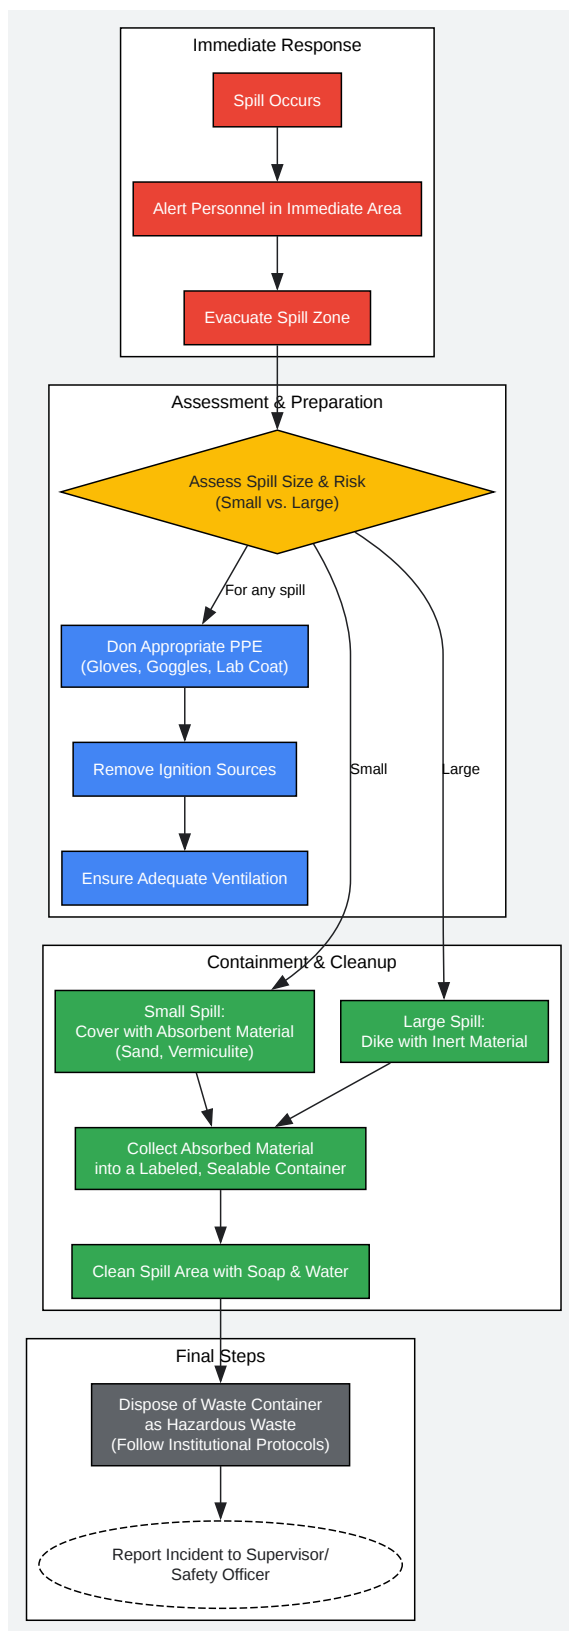 Immediate Response
Spill Occurs
Alert Personnel in Immediate Area
Evacuate Spill Zone
Assessment & Preparation
Assess Spill Size & Risk
(Small vs. Large)
For any spill
Don Appropriate PPE
(Gloves, Goggles, Lab Coat)
Remove Ignition Sources
Small
Large
Ensure Adequate Ventilation
Containment & Cleanup
Small Spill:
Cover with Absorbent Material
(Sand, Vermiculite)
Large Spill:
Dike with Inert Material
Collect Absorbed Material
into a Labeled, Sealable Container
Clean Spill Area with Soap & Water
Final Steps
Dispose of Waste Container
as Hazardous Waste
(Follow Institutional Protocols)
Report Incident to Supervisor/
Safety Officer